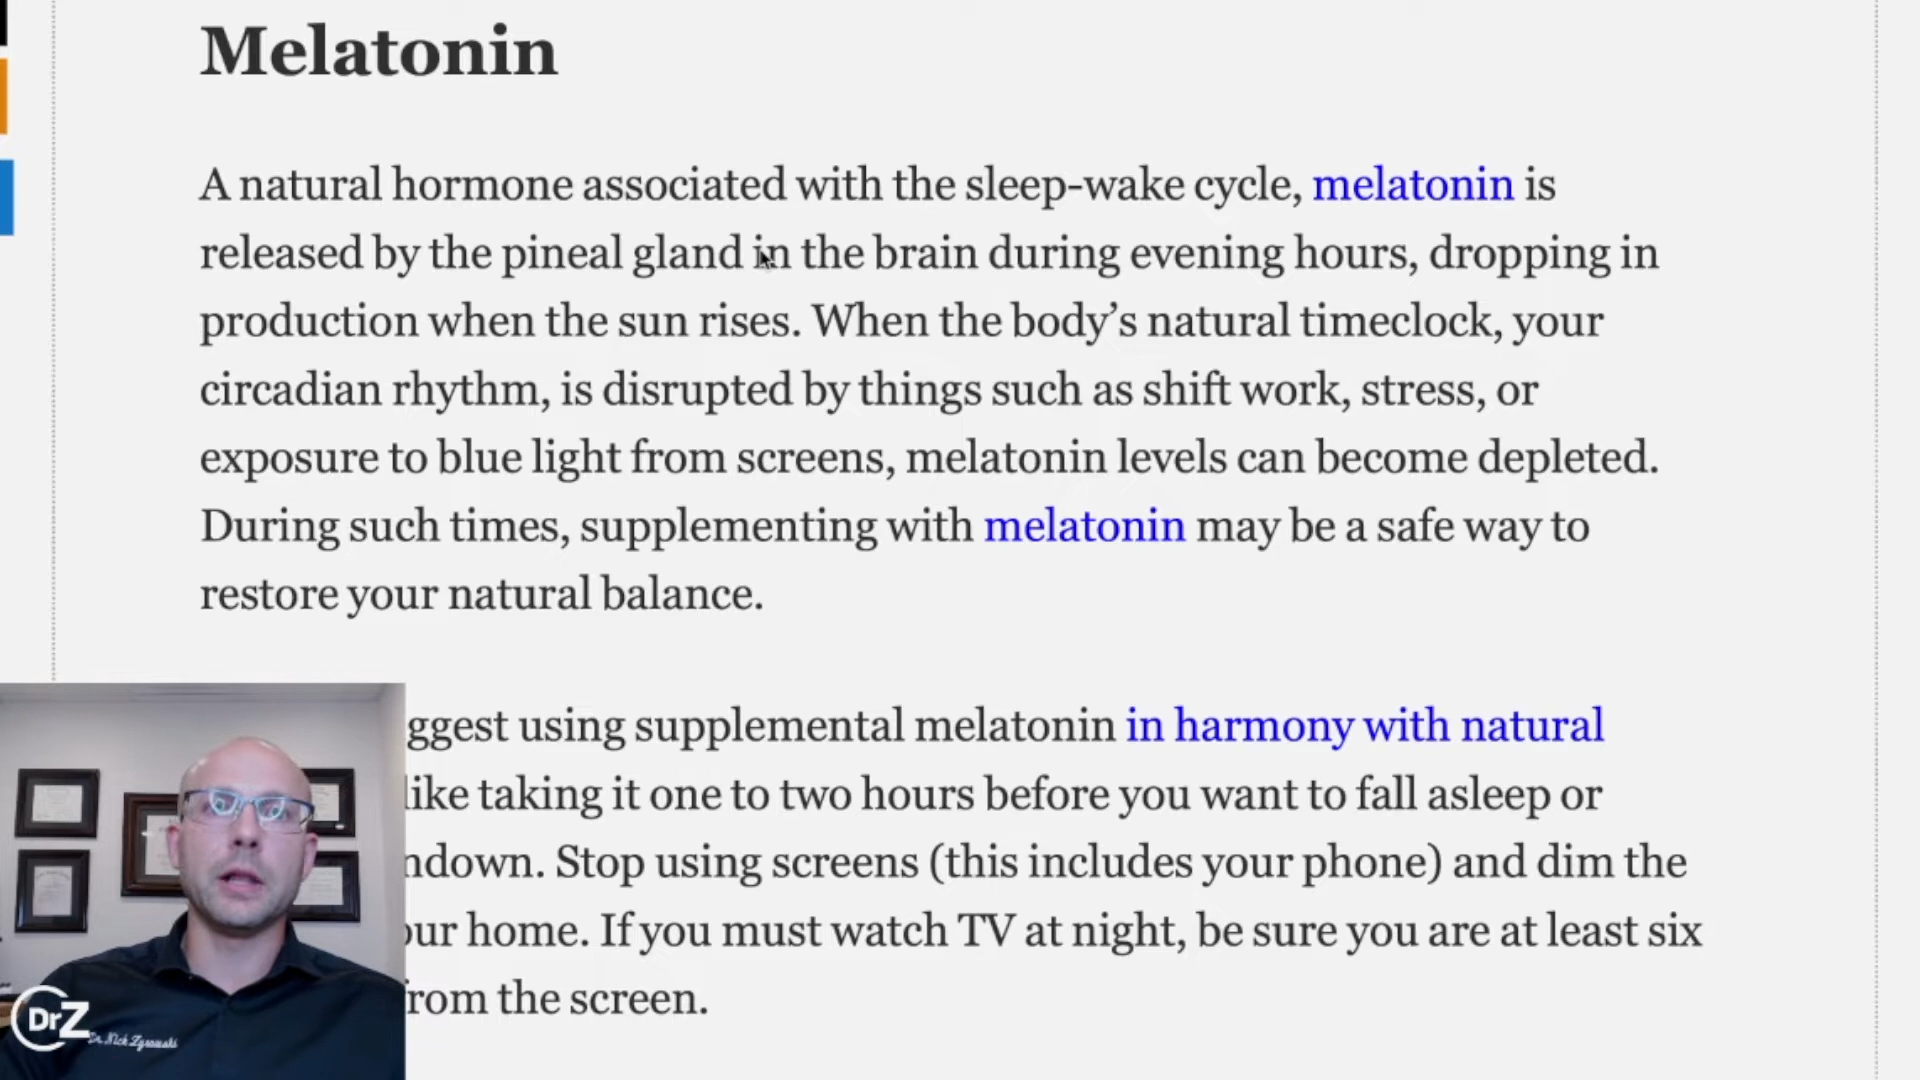 Melatonin
A natural hormone associated with the sleep-wake cycle, melatonin is
released by the pineal gland in the brain during evening hours, dropping in
production when the sun rises. When the body’s natural timeclock, your
circadian rhythm, is disrupted by things such as shift work, stress, or
exposure to blue light from screens, melatonin levels can become depleted.
During such times, supplementing with melatonin may be a safe way to
restore your natural balance.
ggest using supplemental melatonin in harmony with natural
like taking it one to two hours before you want to fall asleep or
ndown. Stop using screens (this includes your phone) and dim the
our home. If you must watch TV at night, be sure you are at least six
from the screen.
DrZ
Dr. Nick Zyrowski